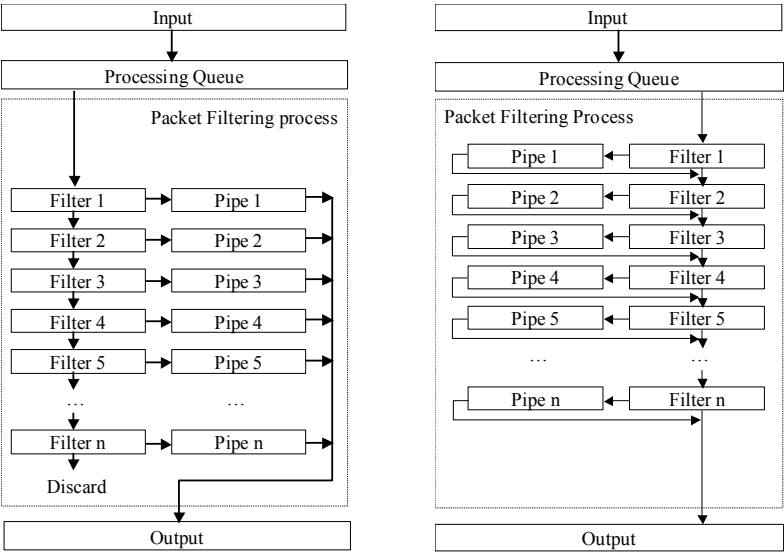 Input
Processing Queue
Packet Filtering process
Filter 1 Pipe 1
Filter 2 Pipe 2
Filter 3 Pipe 3
Filter 4 Pipe 4
Filter 5 Pipe 5
... ...
Filter n Pipe n
Discard
Output
Input
Processing Queue
Packet Filtering Process
Pipe 1 Filter 1
Pipe 2 Filter 2
Pipe 3 Filter 3
Pipe 4 Filter 4
Pipe 5 Filter 5
... ...
Pipe n Filter n
Output